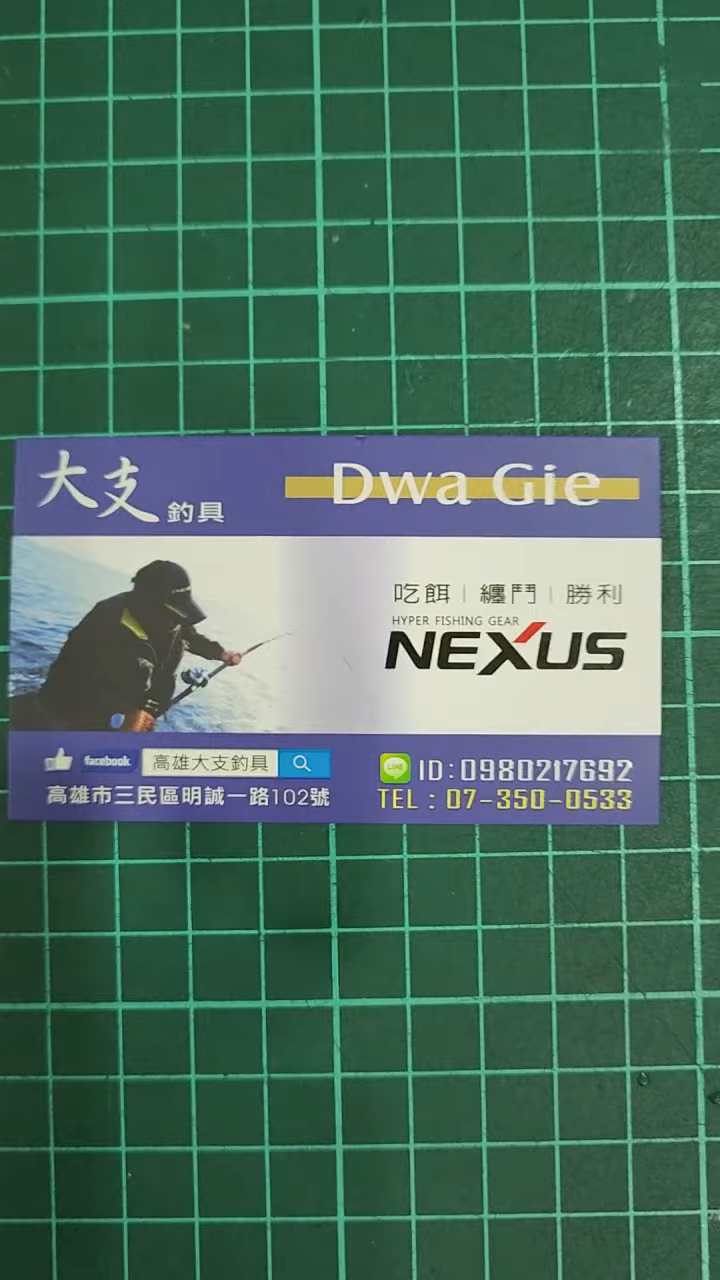 大支釣具
Dwa Gie
吃餌 | 纏鬥 | 勝利
HYPER FISHING GEAR
NEXUS
facebook 高雄大支釣具
高雄市三民區明誠一路102號
LINE ID:0980217692
TEL : 07-350-0533